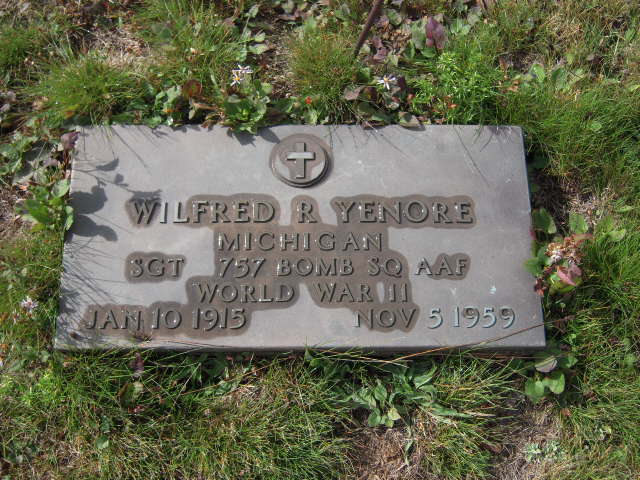 WILFRED R YENORE
MICHIGAN
SGT 757 BOMB SQ AAF
WORLD WAR II
JAN 10 1915 NOV 5 1959